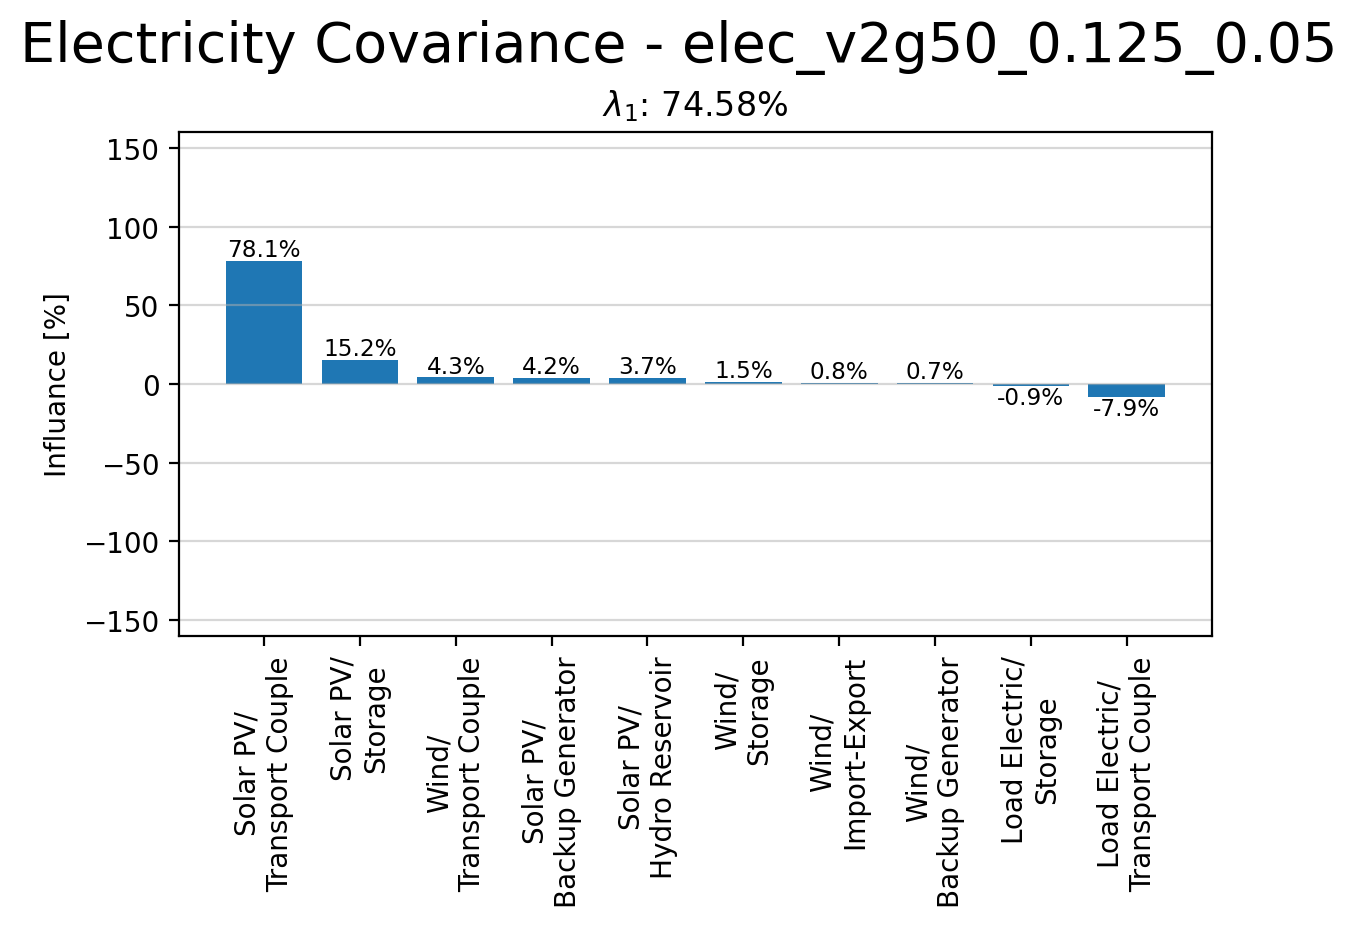 Electricity Covariance - elec_v2g50_0.125_0.05
λ₁: 74.58%
Influance [%]
150
100
50
0
−50
−100
−150
78.1%
15.2%
4.3%
4.2%
3.7%
1.5%
0.8%
0.7%
-0.9%
-7.9%
Solar PV/
Transport Couple
Solar PV/
Storage
Wind/
Transport Couple
Solar PV/
Backup Generator
Solar PV/
Hydro Reservoir
Wind/
Storage
Wind/
Import-Export
Wind/
Backup Generator
Load Electric/
Storage
Load Electric/
Transport Couple